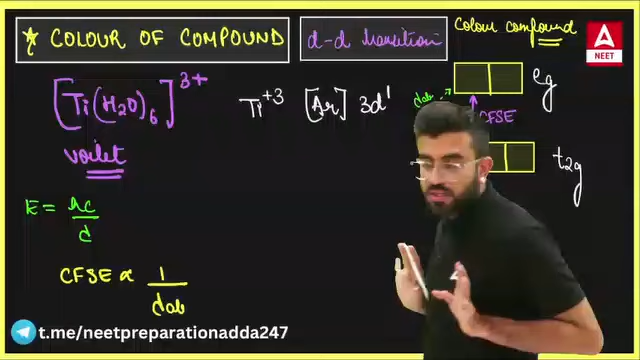 ★ COLOUR OF COMPOUND
d-d transition
Colour compound
A
NEET
[Ti(H2O)6]3+
voilet
Ti+3 [Ar] 3d1
dab
eg
CFSE
t2g
E = hc
d
CFSE ∝ 1
dab
t.me/neetpreparationadda247